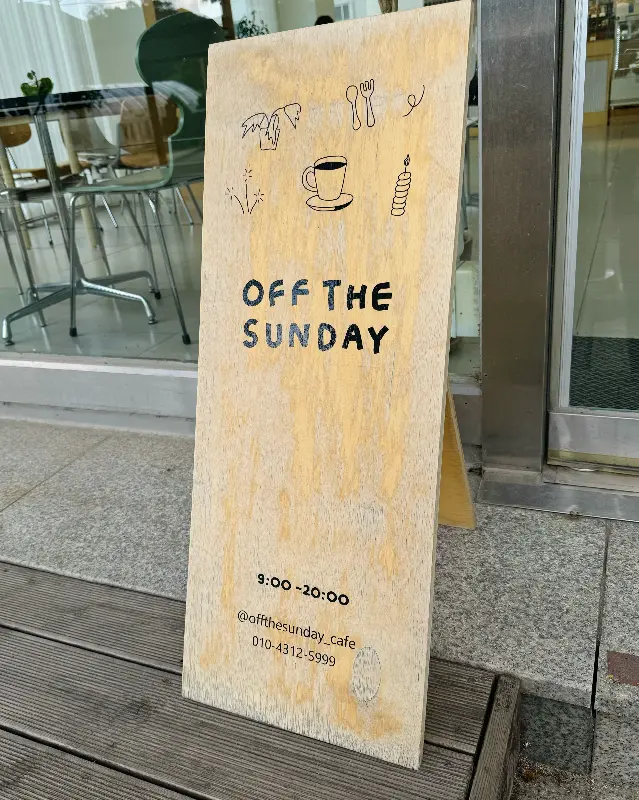 OFF THE
SUNDAY
9:00 -20:00
@offthesunday_cafe
010-4312-5999